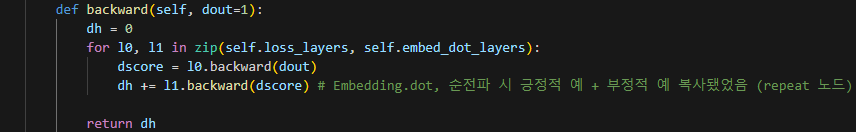 def backward(self, dout=1):
    dh = 0
    for l0, l1 in zip(self.loss_layers, self.embed_dot_layers):
        dscore = l0.backward(dout)
        dh += l1.backward(dscore) # Embedding.dot, 순전파 시 긍정적 예 + 부정적 예 복사됐었음 (repeat 노드)
    return dh